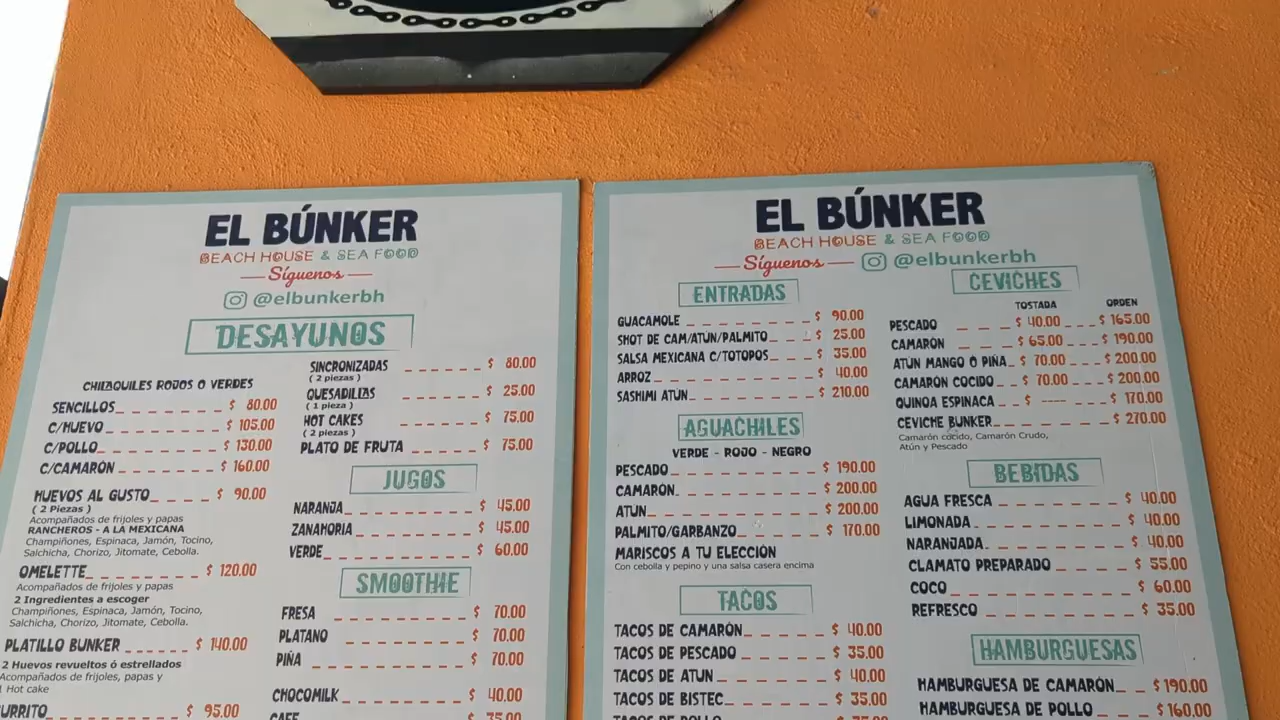 EL BÚNKER
BEACH HOUSE & SEA FOOD
Síguenos
@elbunkerbh
DESAYUNOS
CHILAQUILES ROJOS O VERDES
SENCILLOS $ 80.00
C/HUEVO $ 105.00
C/POLLO $ 130.00
C/CAMARÓN $ 160.00
HUEVOS AL GUSTO $ 90.00
( 2 Piezas )
Acompañados de frijoles y papas
RANCHEROS - A LA MEXICANA
Champiñones, Espinaca, Jamón, Tocino,
Salchicha, Chorizo, Jitomate, Cebolla.
OMELETTE $ 120.00
Acompañados de frijoles y papas
2 Ingredientes a escoger
Champiñones, Espinaca, Jamón, Tocino,
Salchicha, Chorizo, Jitomate, Cebolla.
PLATILLO BUNKER $ 140.00
2 Huevos revueltos ó estrellados
Acompañados de frijoles, papas y
1 Hot cake
BURRITO $ 95.00
SINCRONIZADAS $ 80.00
( 2 piezas )
QUESADILLAS $ 25.00
( 1 pieza )
HOT CAKES $ 75.00
( 2 piezas )
PLATO DE FRUTA $ 75.00
JUGOS
NARANJA $ 45.00
ZANAHORIA $ 45.00
VERDE $ 60.00
SMOOTHIE
FRESA $ 70.00
PLATANO $ 70.00
PIÑA $ 70.00
CHOCOMILK $ 40.00
CAFE $ 35.00
EL BÚNKER
BEACH HOUSE & SEA FOOD
Síguenos @elbunkerbh
ENTRADAS
GUACAMOLE $ 90.00
SHOT DE CAM/ATÚN/PALMITO $ 25.00
SALSA MEXICANA C/TOTOPOS $ 35.00
ARROZ $ 40.00
SASHIMI ATÚN $ 210.00
AGUACHILES
VERDE - ROJO - NEGRO
PESCADO $ 190.00
CAMARÓN $ 200.00
ATÚN $ 200.00
PALMITO/GARBANZO $ 170.00
MARISCOS A TU ELECCIÓN
Con cebolla y pepino y una salsa casera encima
TACOS
TACOS DE CAMARÓN $ 40.00
TACOS DE PESCADO $ 35.00
TACOS DE ATÚN $ 40.00
TACOS DE BISTEC $ 35.00
TACOS DE POLLO
CEVICHES
TOSTADA ORDEN
PESCADO $ 40.00 $ 165.00
CAMARÓN $ 65.00 $ 190.00
ATÚN MANGO O PIÑA $ 70.00 $ 200.00
CAMARÓN COCIDO $ 70.00 $ 200.00
QUINOA ESPINACA $ ---- $ 170.00
CEVICHE BUNKER $ 270.00
Camarón cocido, Camarón Crudo,
Atún y Pescado
BEBIDAS
AGUA FRESCA $ 40.00
LIMONADA $ 40.00
NARANJADA $ 40.00
CLAMATO PREPARADO $ 55.00
COCO $ 60.00
REFRESCO $ 35.00
HAMBURGUESAS
HAMBURGUESA DE CAMARÓN $ 190.00
HAMBURGUESA DE POLLO $ 160.00